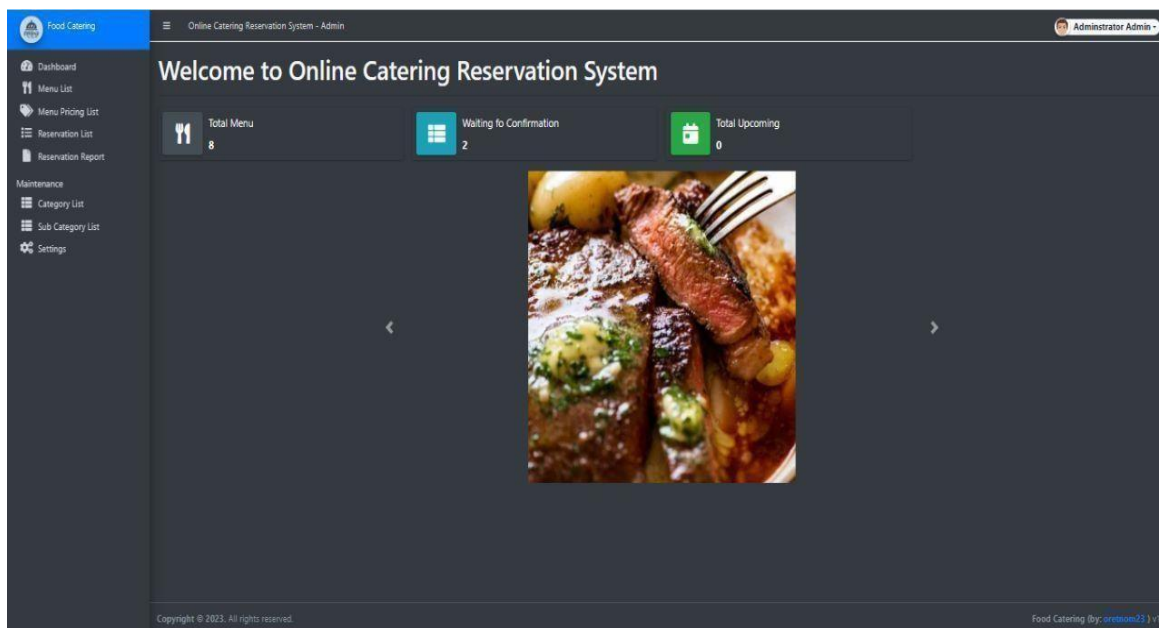 Food Catering
Online Catering Reservation System - Admin
Adminstrator Admin
Dashboard
Menu List
Menu Pricing List
Reservation List
Reservation Report
Maintenance
Category List
Sub Category List
Settings
Welcome to Online Catering Reservation System
Total Menu
8
Waiting fo Confirmation
2
Total Upcoming
0
Copyright © 2023. All rights reserved.
Food Catering (by: oretnom23 ) v1